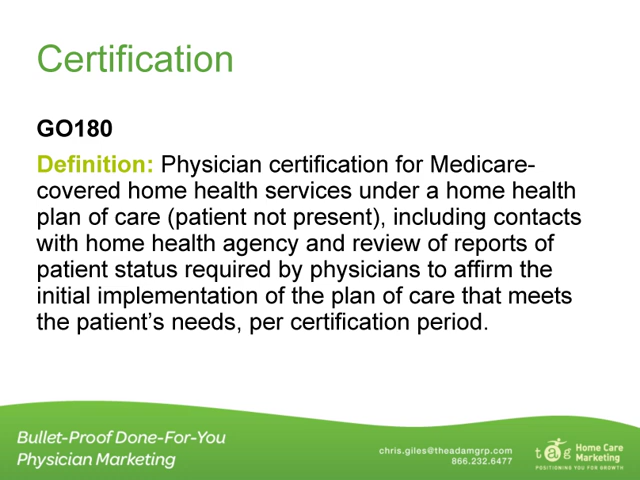 Certification
GO180
Definition: Physician certification for Medicare-
covered home health services under a home health
plan of care (patient not present), including contacts
with home health agency and review of reports of
patient status required by physicians to affirm the
initial implementation of the plan of care that meets
the patient's needs, per certification period.
Bullet-Proof Done-For-You
Physician Marketing
chris.giles@theadamgrp.com
866.232.6477
tag
Home Care
Marketing
POSITIONING YOU FOR GROWTH